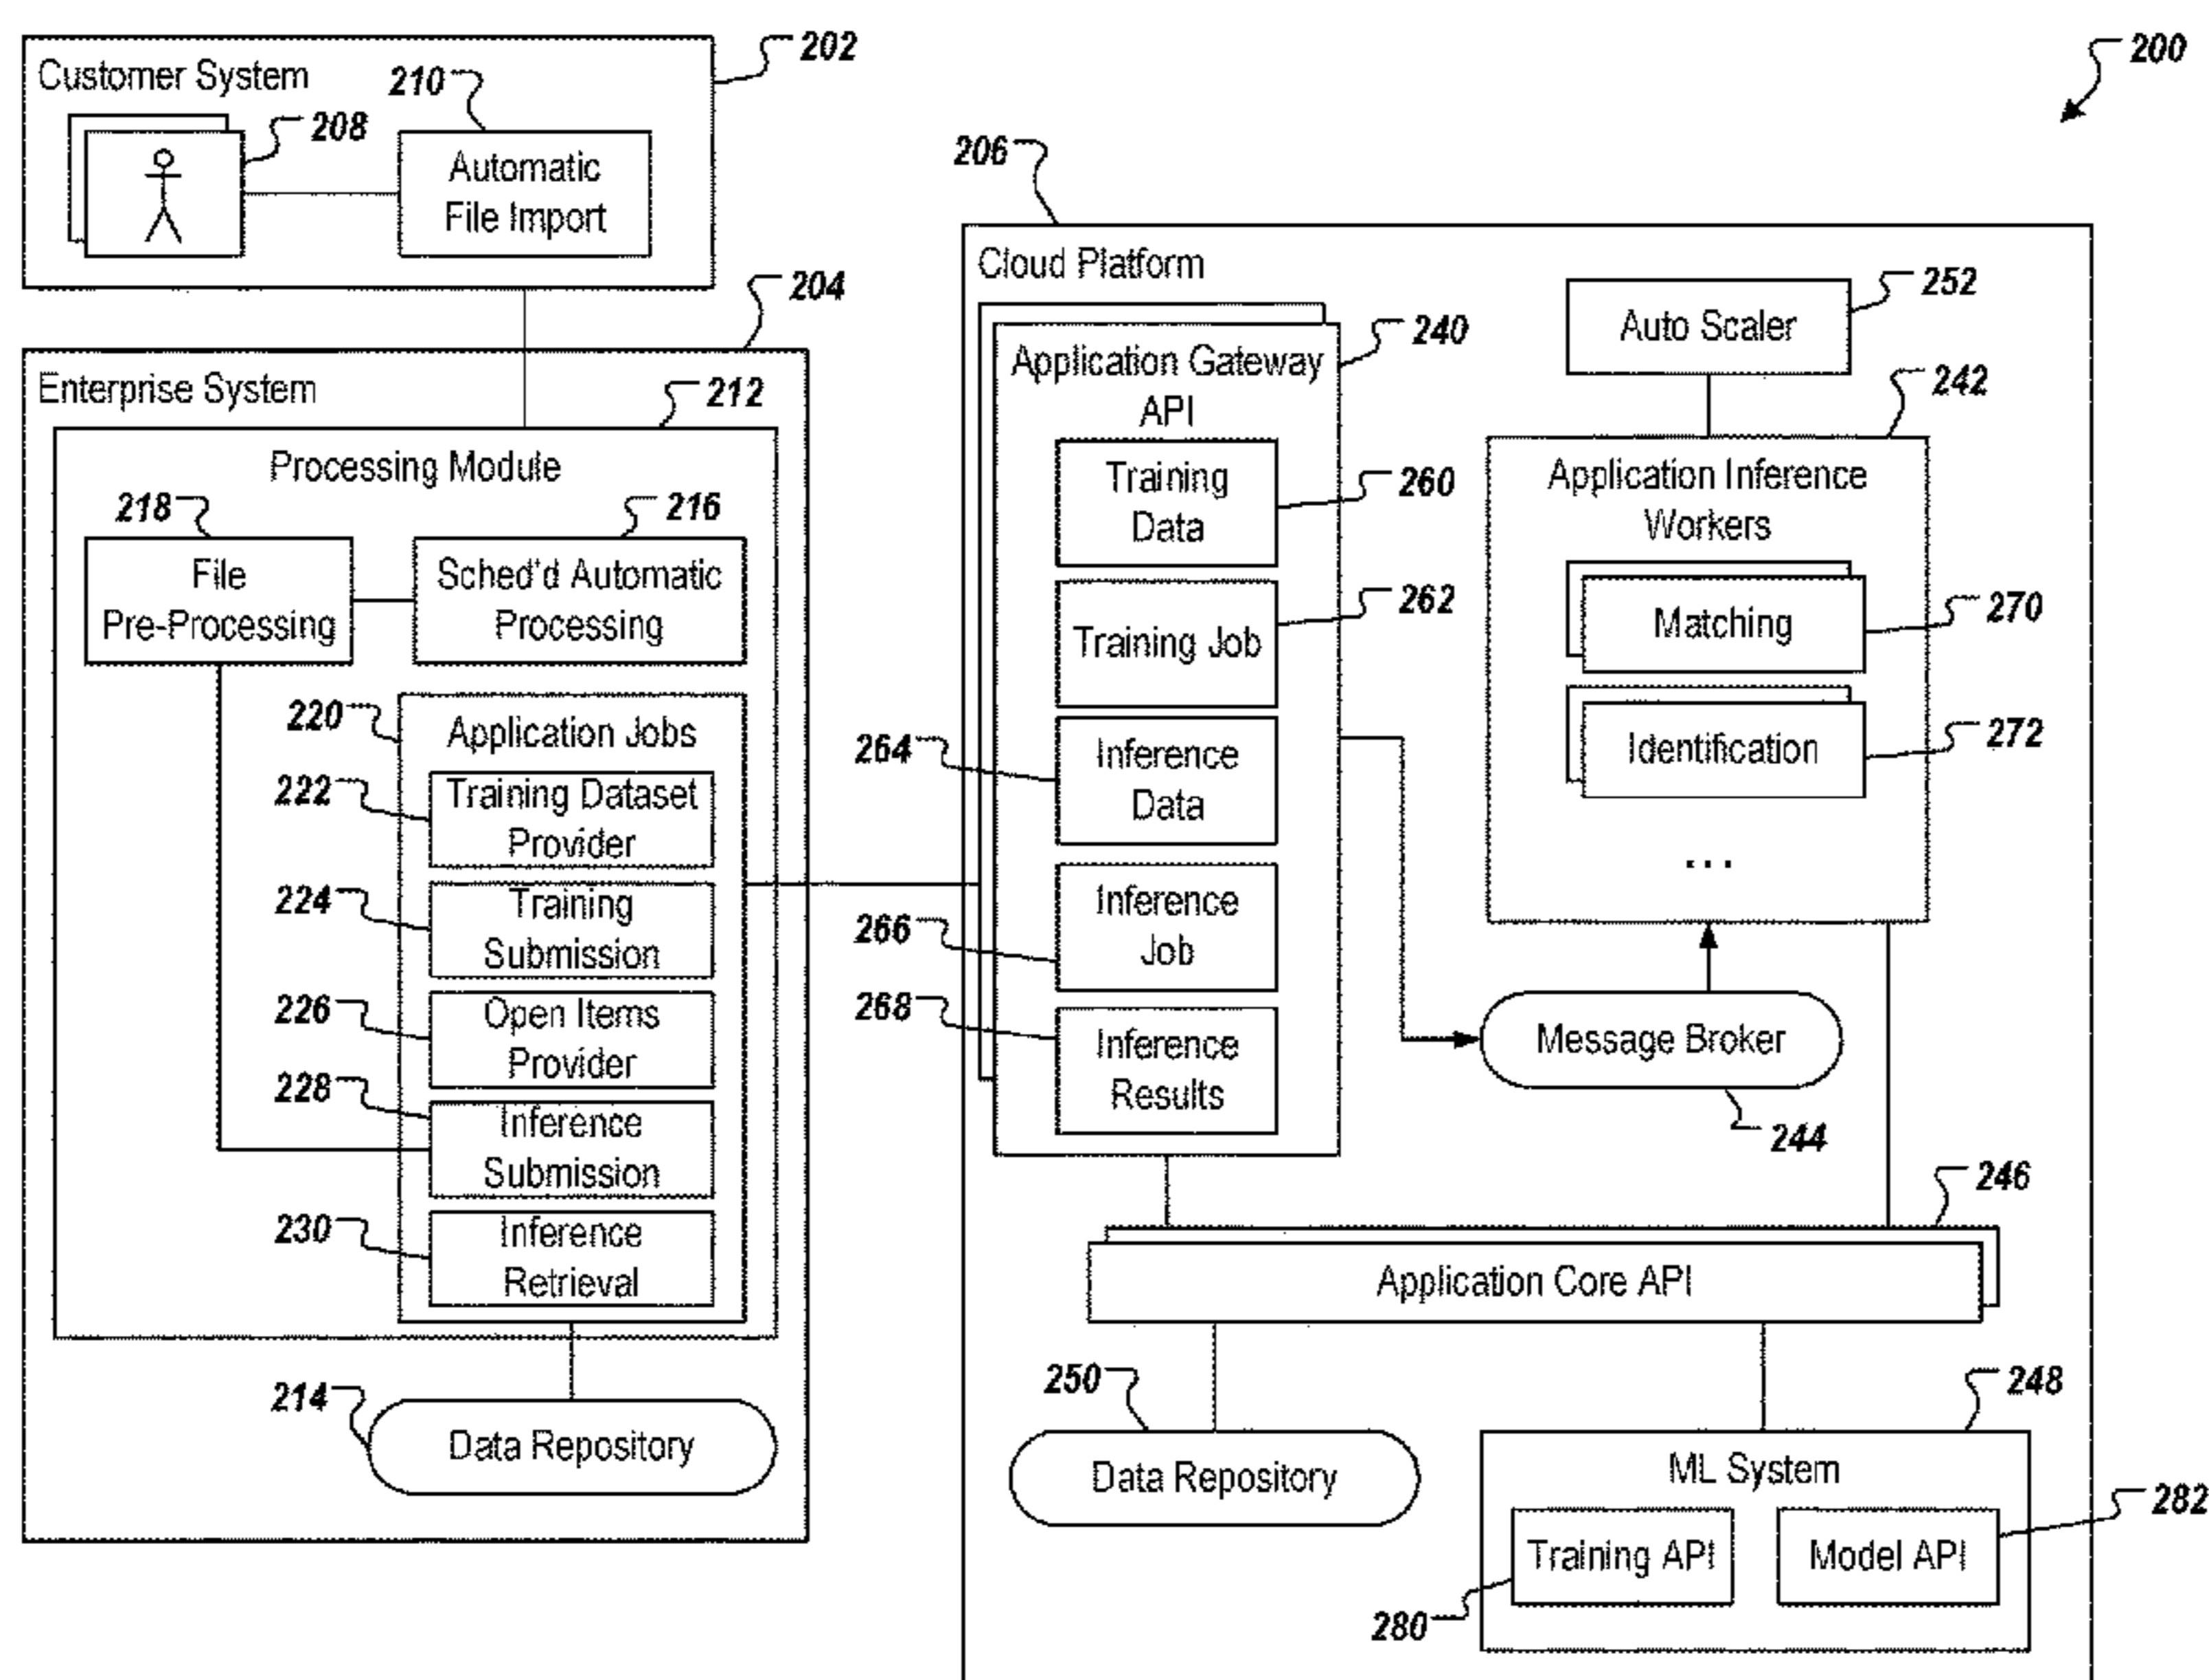 202
Customer System
210
208
Automatic
File Import
200
204
Enterprise System
212
Processing Module
218
216
File
Pre-Processing
Sched'd Automatic
Processing
220
Application Jobs
222
Training Dataset
Provider
224
Training
Submission
226
Open Items
Provider
228
Inference
Submission
230
Inference
Retrieval
214
Data Repository
206
Cloud Platform
240
Application Gateway
API
Training
Data
260
Training Job
262
264
Inference
Data
266
Inference
Job
268
Inference
Results
252
Auto Scaler
242
Application Inference
Workers
Matching
270
Identification
272
...
Message Broker
244
246
Application Core API
250
Data Repository
248
ML System
282
Training API
Model API
280